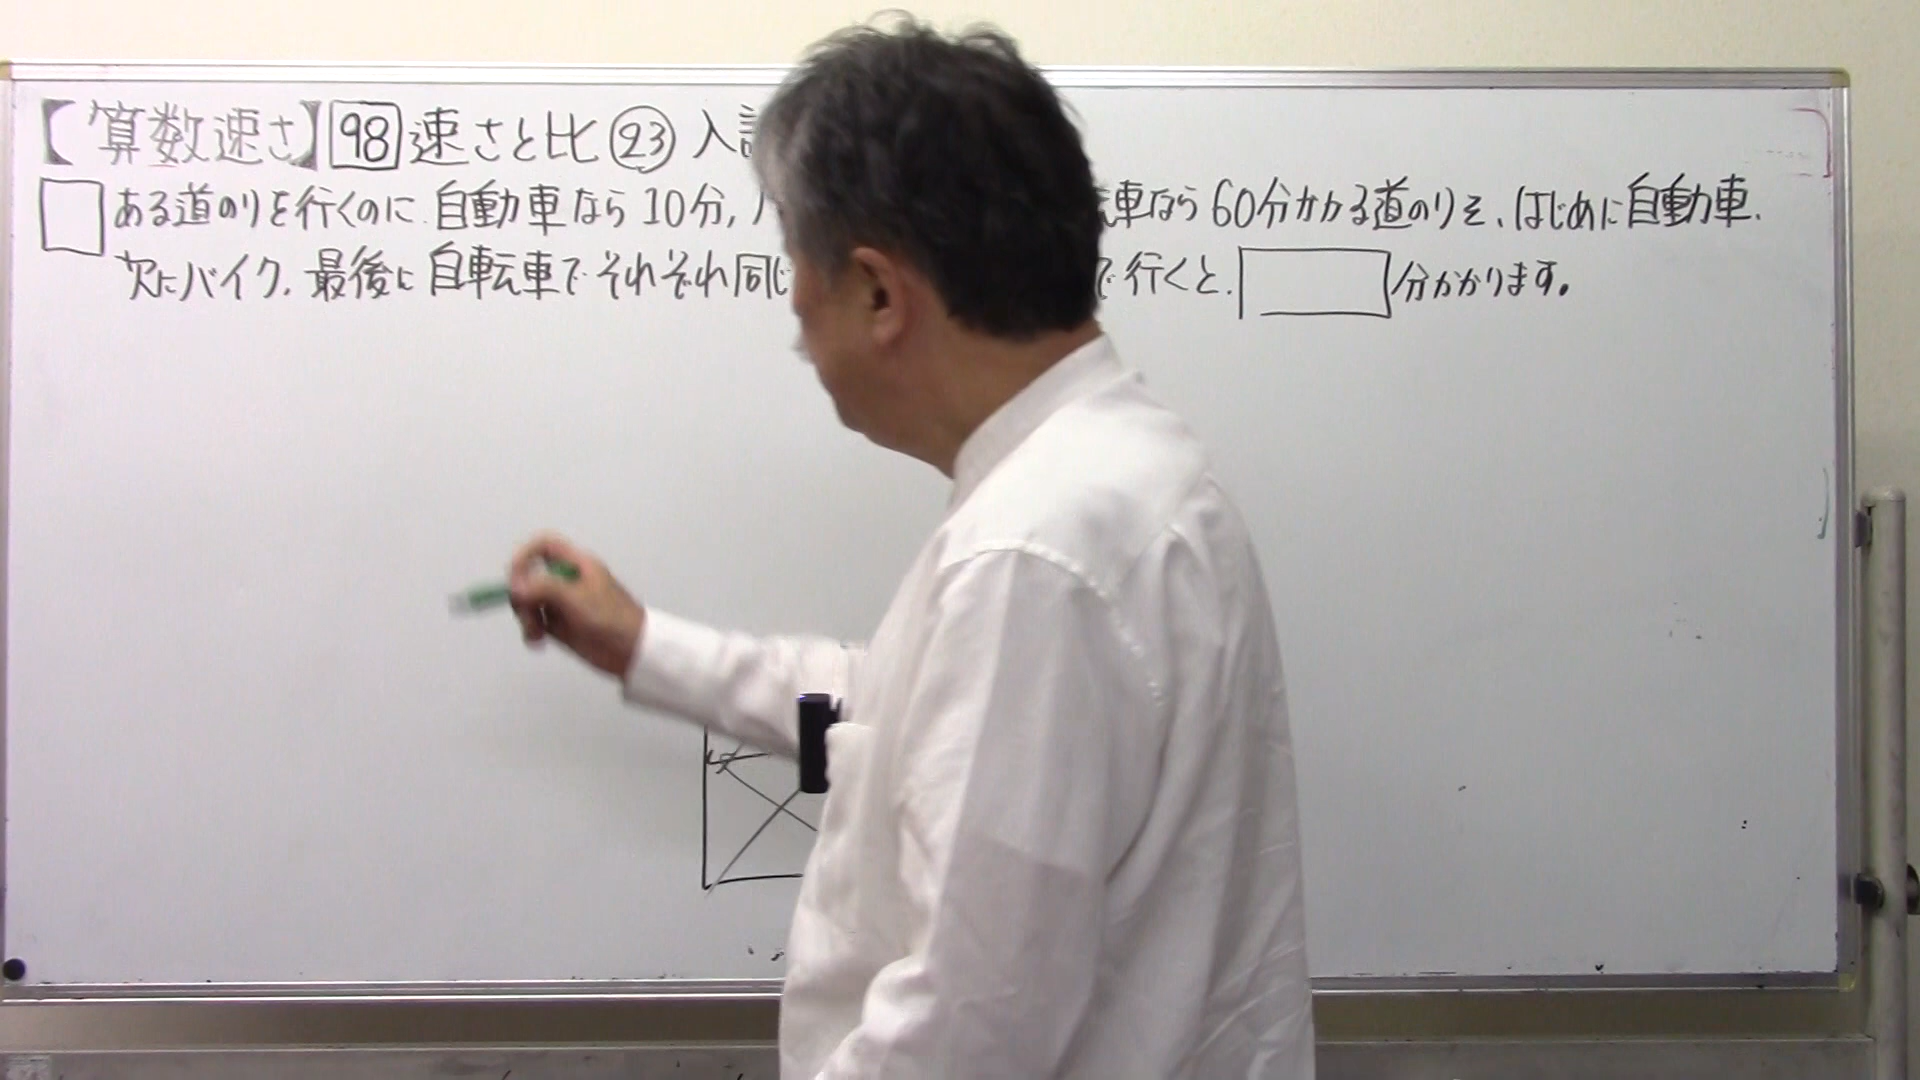 【算数速さ】98 速さと比 ㉓ 入
ある道のりを行くのに、自動車なら10分, 車なら60分かかる道のりを、はじめに自動車、
次にバイク、最後に自転車でそれぞれ同じ で行くと、 分かかります。